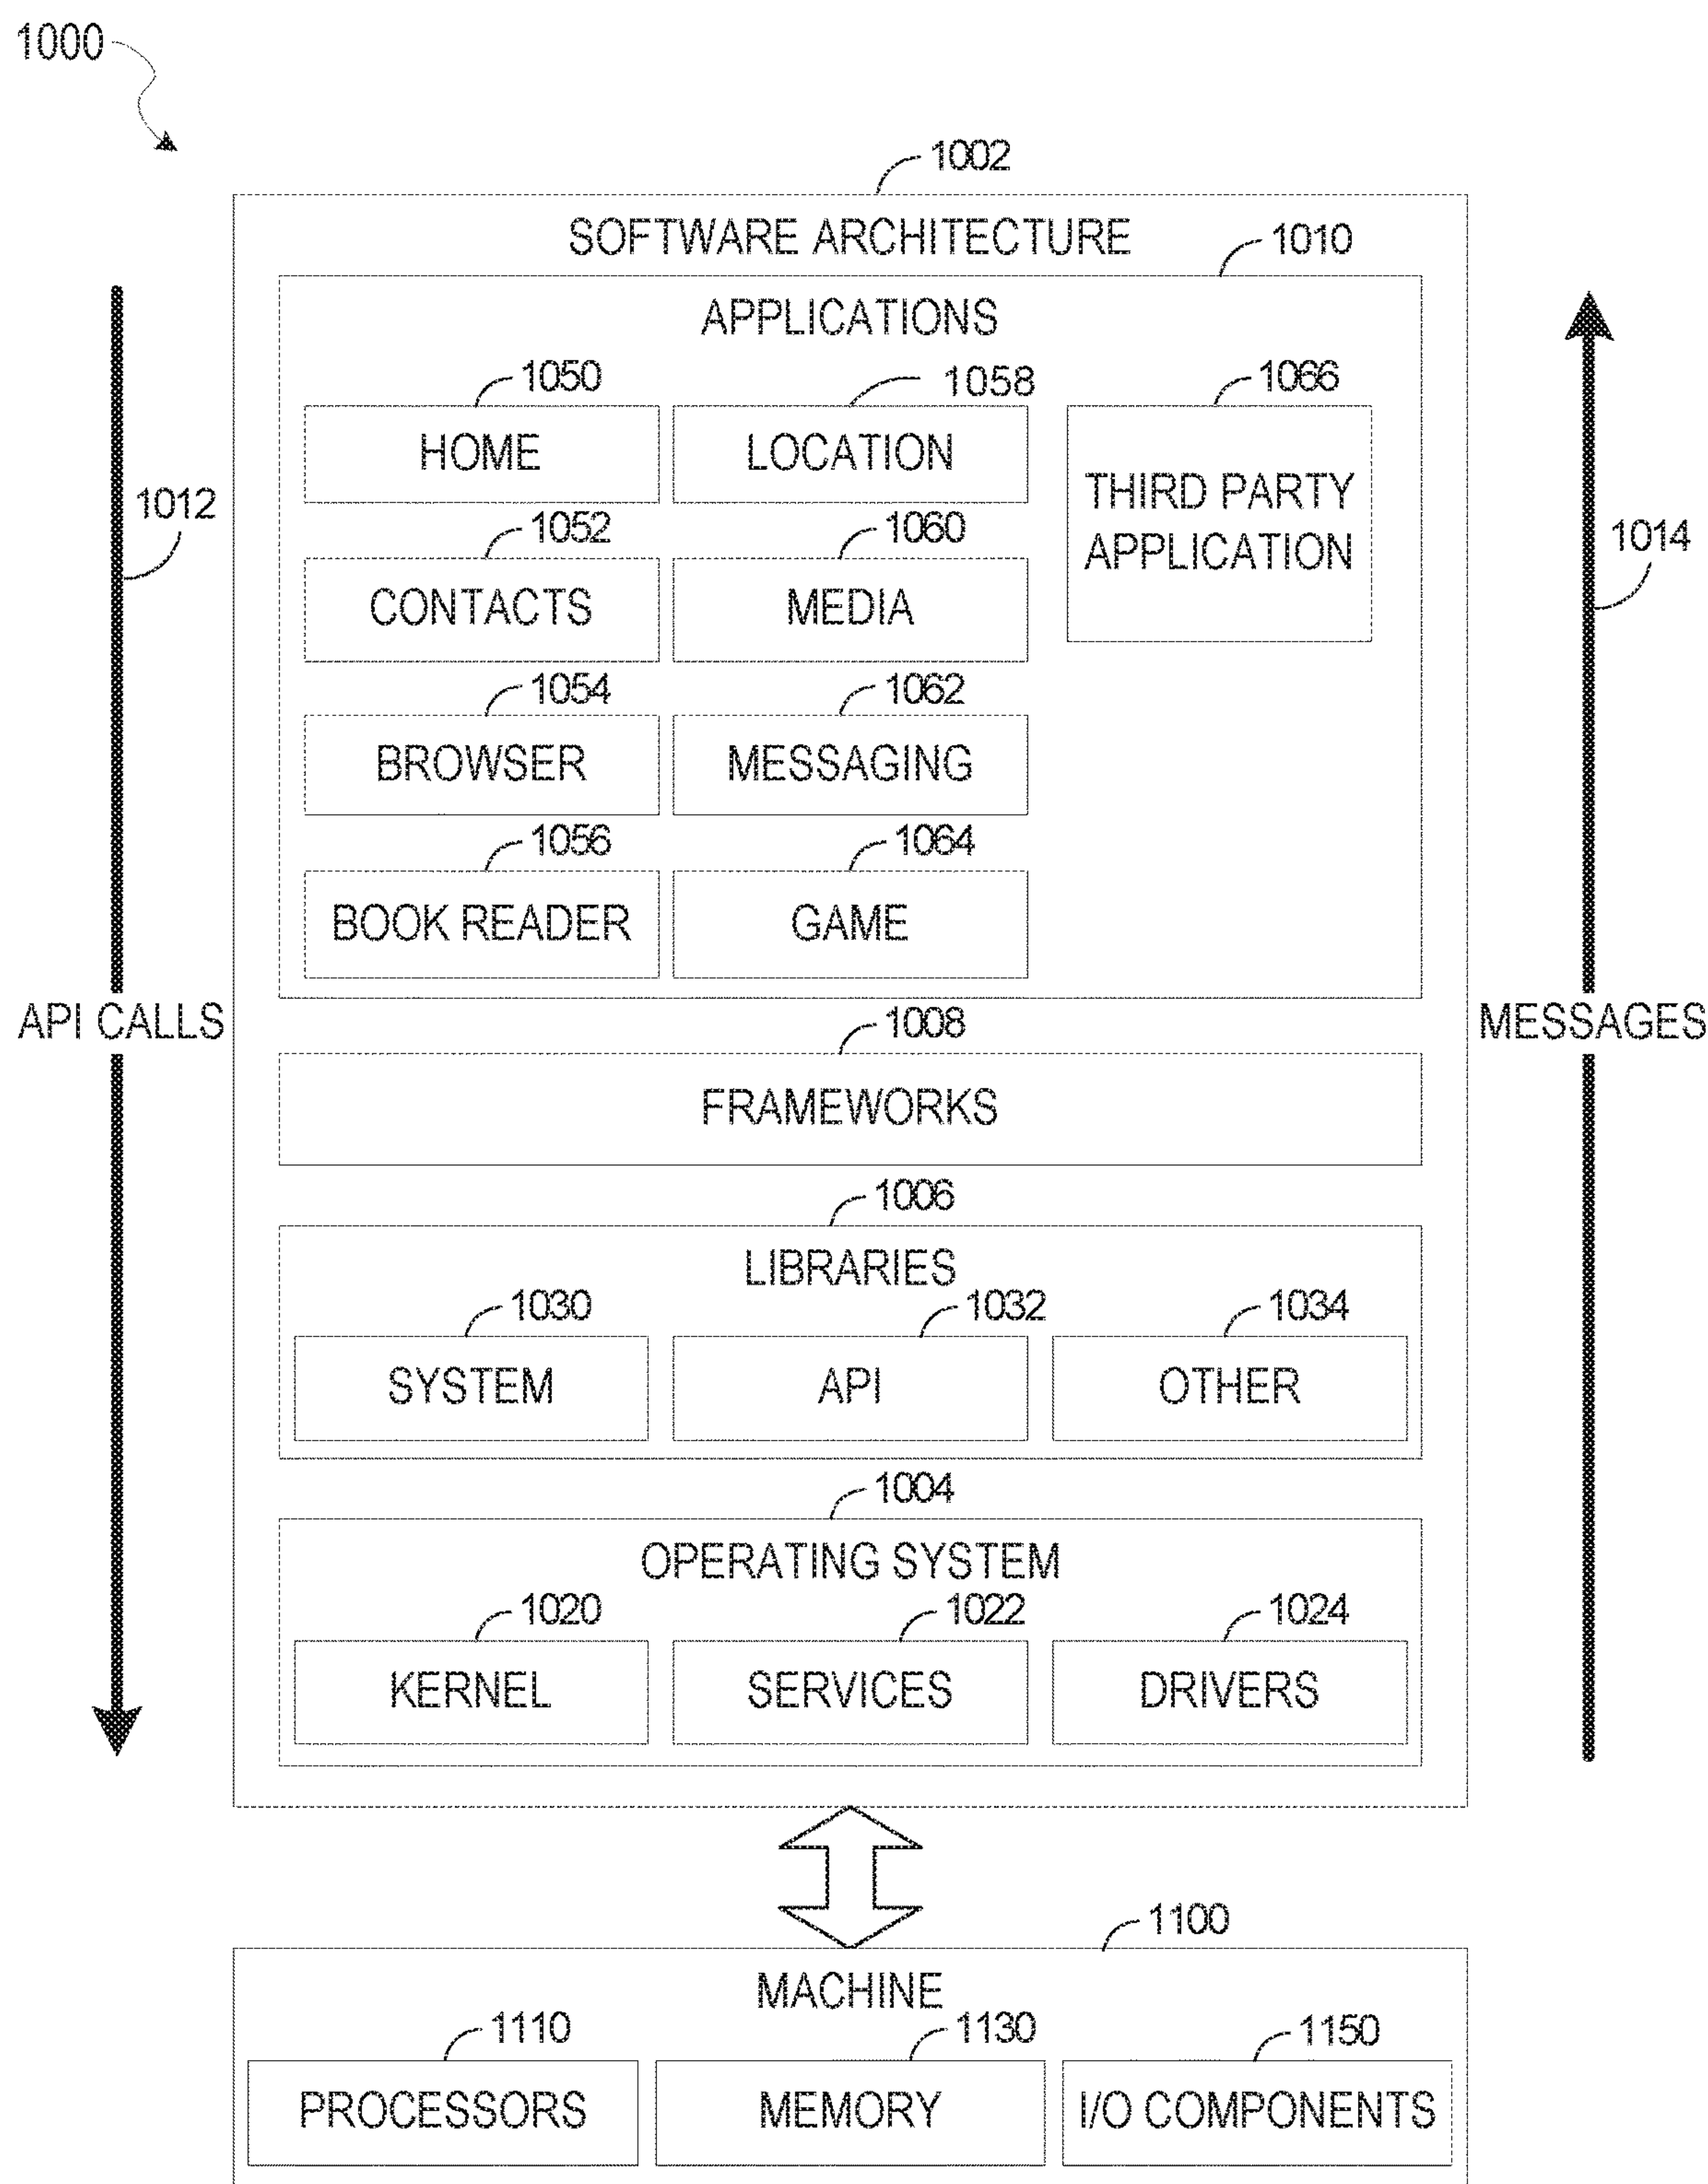 1000
1002
SOFTWARE ARCHITECTURE
1010
APPLICATIONS
1050
1058
1066
HOME
LOCATION
THIRD PARTY
APPLICATION
1012
1014
1052
1060
CONTACTS
MEDIA
1054
1062
BROWSER
MESSAGING
1056
1064
BOOK READER
GAME
API CALLS
MESSAGES
1008
FRAMEWORKS
1006
LIBRARIES
1030
1032
1034
SYSTEM
API
OTHER
1004
OPERATING SYSTEM
1020
1022
1024
KERNEL
SERVICES
DRIVERS
1100
MACHINE
1110
1130
1150
PROCESSORS
MEMORY
I/O COMPONENTS